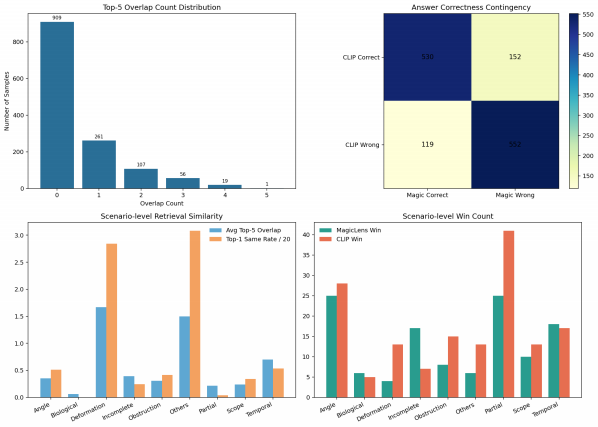 Top-5 Overlap Count Distribution
909
261
107
56
19
1
0
200
400
600
800
Number of Samples
0 1 2 3 4 5
Overlap Count
Answer Correctness Contingency
CLIP Correct
530 152
CLIP Wrong
119 552
Magic Correct Magic Wrong
550
500
450
400
350
300
250
200
150
Scenario-level Retrieval Similarity
Avg Top-5 Overlap
Top-1 Same Rate / 20
3.0
2.5
2.0
1.5
1.0
0.5
0.0
Angle Biological Deformation Incomplete Obstruction Others Partial Scope Temporal
Scenario-level Win Count
MagicLens Win
CLIP Win
40
35
30
25
20
15
10
5
0
Angle Biological Deformation Incomplete Obstruction Others Partial Scope Temporal